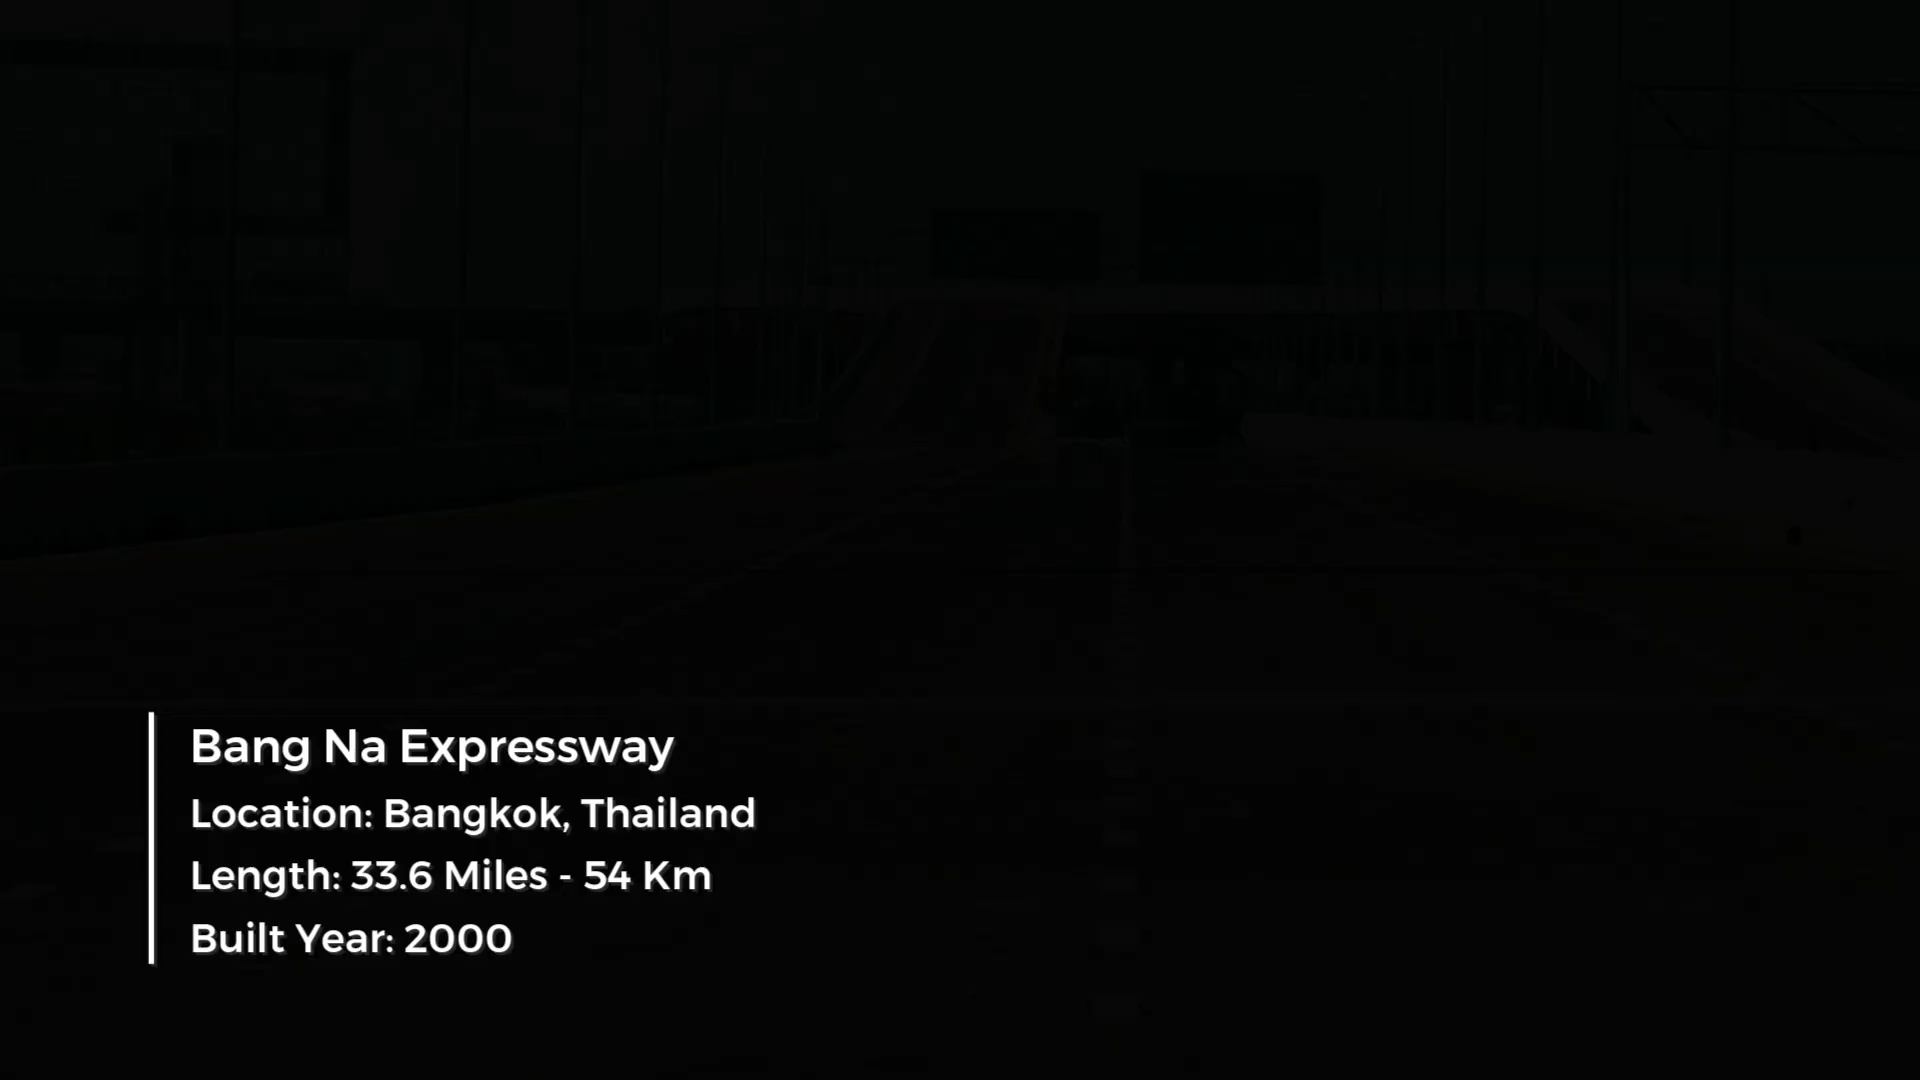 Bang Na Expressway
Location: Bangkok, Thailand
Length: 33.6 Miles - 54 Km
Built Year: 2000